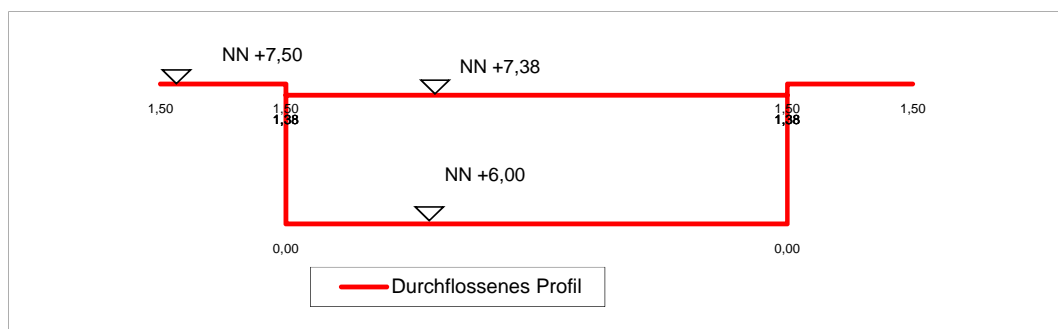 NN +7,50
NN +7,38
1,50 1,50 1,50 1,50
1,38 1,38
NN +6,00
0,00 0,00
Durchflossenes Profil